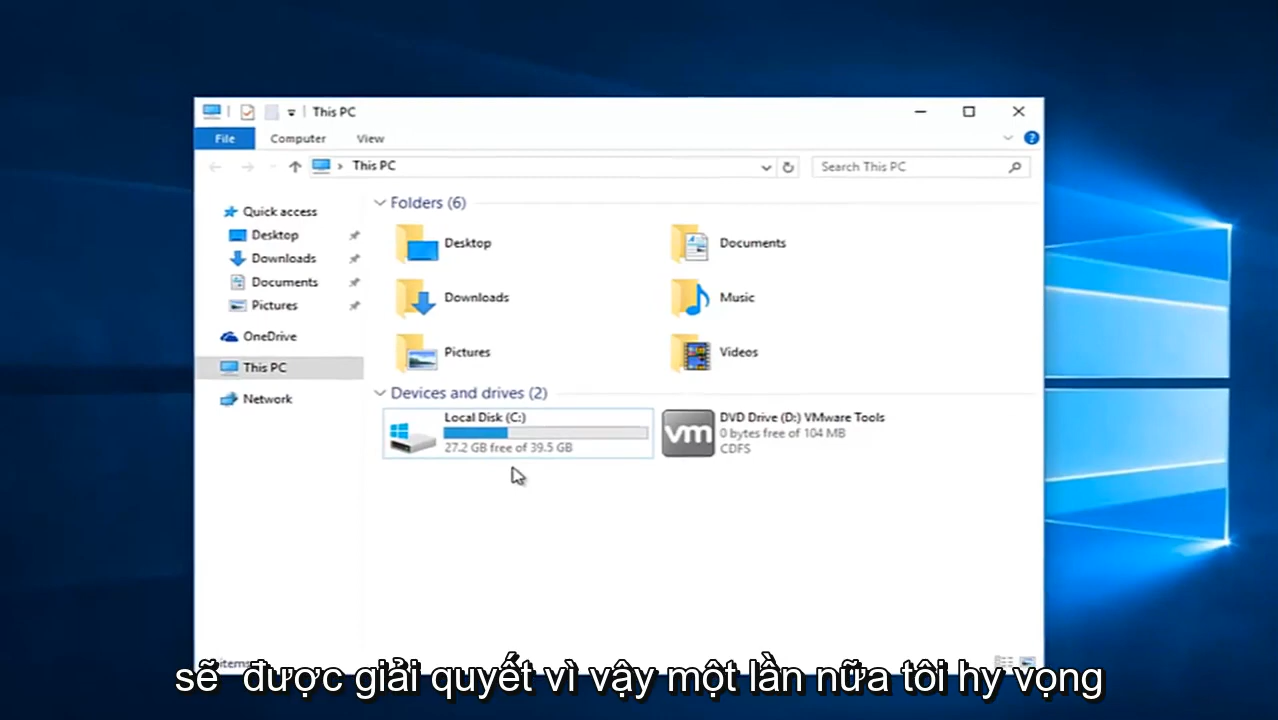 This PC
File Computer View
This PC
Search This PC
Quick access
Desktop
Downloads
Documents
Pictures
OneDrive
This PC
Network
Folders (6)
Desktop
Documents
Downloads
Music
Pictures
Videos
Devices and drives (2)
Local Disk (C:)
27.2 GB free of 39.5 GB
vm
DVD Drive (D:) VMware Tools
0 bytes free of 104 MB
CDFS
items
sẽ được giải quyết vì vậy một lần nữa tôi hy vọng